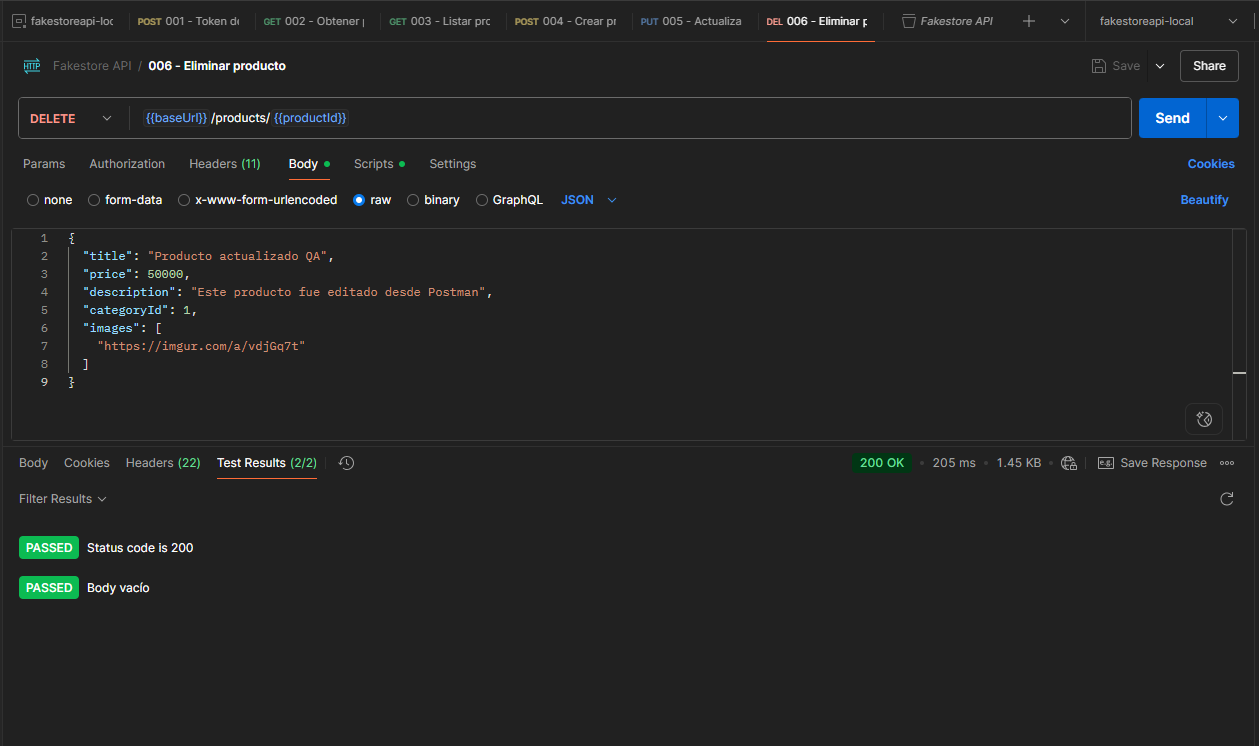 fakestoreapi-loc POST 001 - Token de GET 002 - Obtener p GET 003 - Listar pro POST 004 - Crear pr PUT 005 - Actualiza DEL 006 - Eliminar p Fakestore API fakestoreapi-local
HTTP Fakestore API / 006 - Eliminar producto Save Share
DELETE {{baseUrl}} /products/ {{productId}} Send
Params Authorization Headers (11) Body Scripts Settings Cookies
none form-data x-www-form-urlencoded raw binary GraphQL JSON Beautify
1 {
2 "title": "Producto actualizado QA",
3 "price": 50000,
4 "description": "Este producto fue editado desde Postman",
5 "categoryId": 1,
6 "images": [
7 "https://imgur.com/a/vdjGq7t"
8 ]
9 }
Body Cookies Headers (22) Test Results (2/2) 200 OK 205 ms 1.45 KB e.g. Save Response
Filter Results
PASSED Status code is 200
PASSED Body vacío